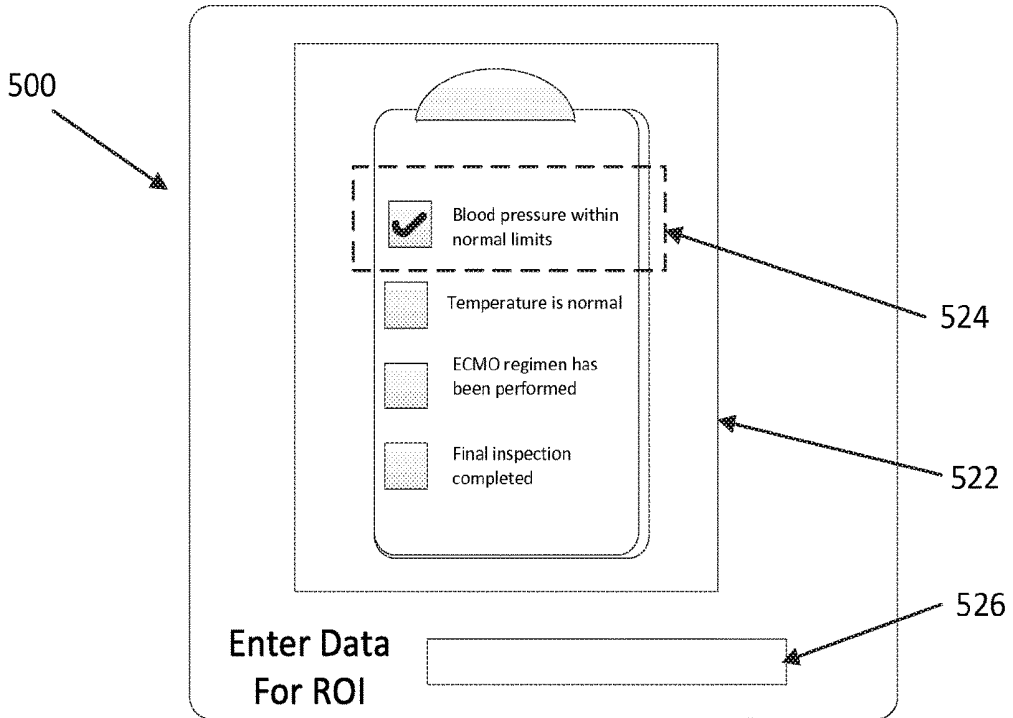 500
Blood pressure within
normal limits
Temperature is normal
524
ECMO regimen has
been performed
Final inspection
completed
522
526
Enter Data
For ROI